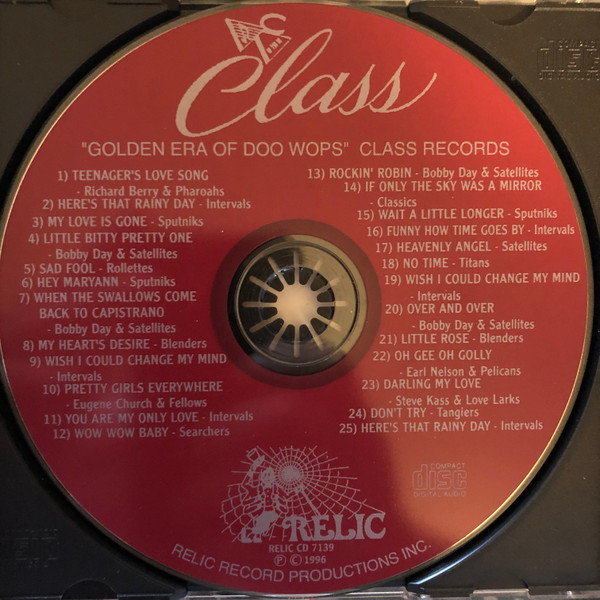 Class
"GOLDEN ERA OF DOO WOPS" CLASS RECORDS
1) TEENAGER'S LOVE SONG
- Richard Berry & Pharoahs
2) HERE'S THAT RAINY DAY - Intervals
3) MY LOVE IS GONE - Sputniks
4) LITTLE BITTY PRETTY ONE
- Bobby Day & Satellites
5) SAD FOOL - Rollettes
6) HEY MARYANN - Sputniks
7) WHEN THE SWALLOWS COME
BACK TO CAPISTRANO
- Bobby Day & Satellites
8) MY HEART'S DESIRE - Blenders
9) WISH I COULD CHANGE MY MIND
- Intervals
10) PRETTY GIRLS EVERYWHERE
- Eugene Church & Fellows
11) YOU ARE MY ONLY LOVE - Intervals
12) WOW WOW BABY - Searchers
13) ROCKIN' ROBIN - Bobby Day & Satellites
14) IF ONLY THE SKY WAS A MIRROR
- Classics
15) WAIT A LITTLE LONGER - Sputniks
16) FUNNY HOW TIME GOES BY - Intervals
17) HEAVENLY ANGEL - Satellites
18) NO TIME - Titans
19) WISH I COULD CHANGE MY MIND
- Intervals
20) OVER AND OVER
- Bobby Day & Satellites
21) LITTLE ROSE - Blenders
22) OH GEE OH GOLLY
- Earl Nelson & Pelicans
23) DARLING MY LOVE
- Steve Kass & Love Larks
24) DON'T TRY - Tangiers
25) HERE'S THAT RAINY DAY - Intervals
RELIC
RELIC CD 7139
℗ © 1996
RELIC RECORD PRODUCTIONS INC.
COMPACT
disc
DIGITAL AUDIO